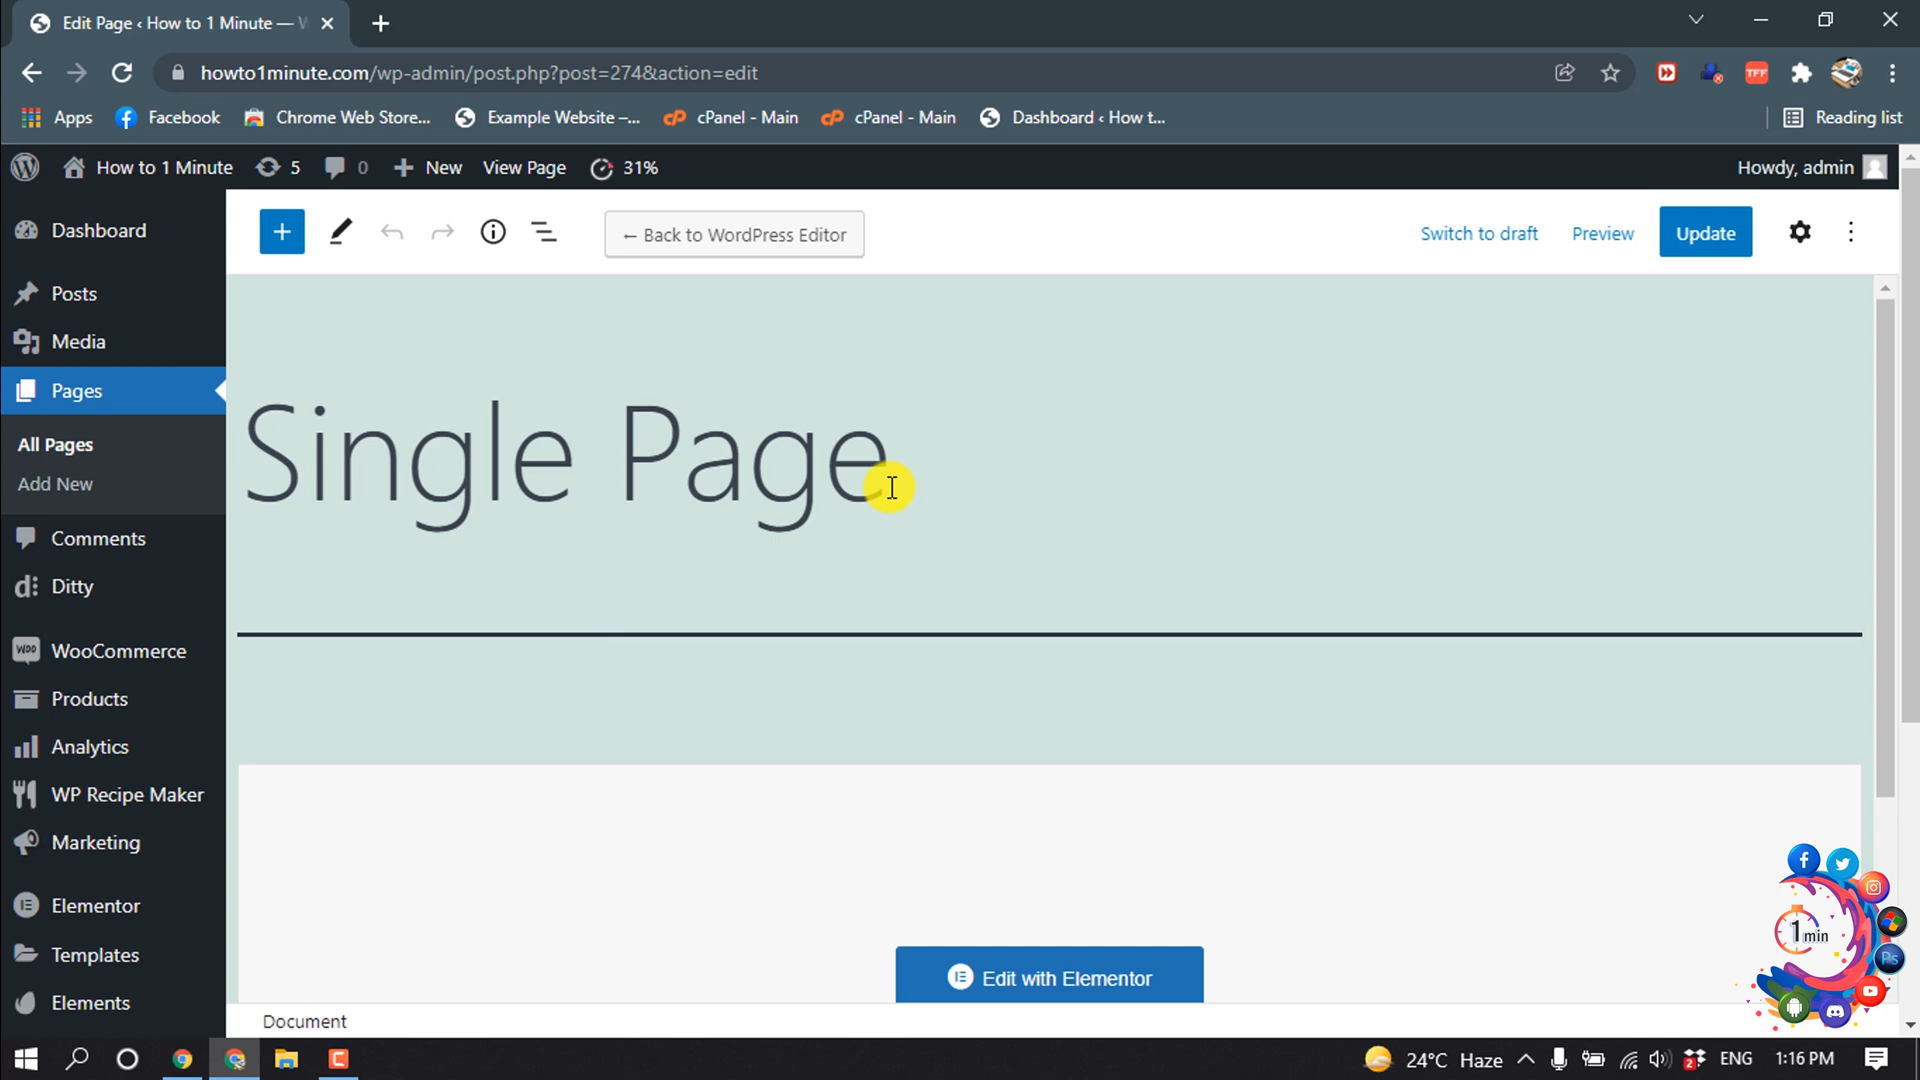 Edit Page ‹ How to 1 Minute — W
howto1minute.com/wp-admin/post.php?post=274&action=edit
Apps Facebook Chrome Web Store... Example Website –... cPanel - Main cPanel - Main Dashboard ‹ How t... Reading list
How to 1 Minute 5 0 New View Page 31% Howdy, admin
Dashboard
Posts
Media
Pages
All Pages
Add New
Comments
Ditty
WooCommerce
Products
Analytics
WP Recipe Maker
Marketing
Elementor
Templates
Elements
← Back to WordPress Editor Switch to draft Preview Update
Single Page
Edit with Elementor
Document
1 min
Ps
TFF
24°C Haze ENG 1:16 PM